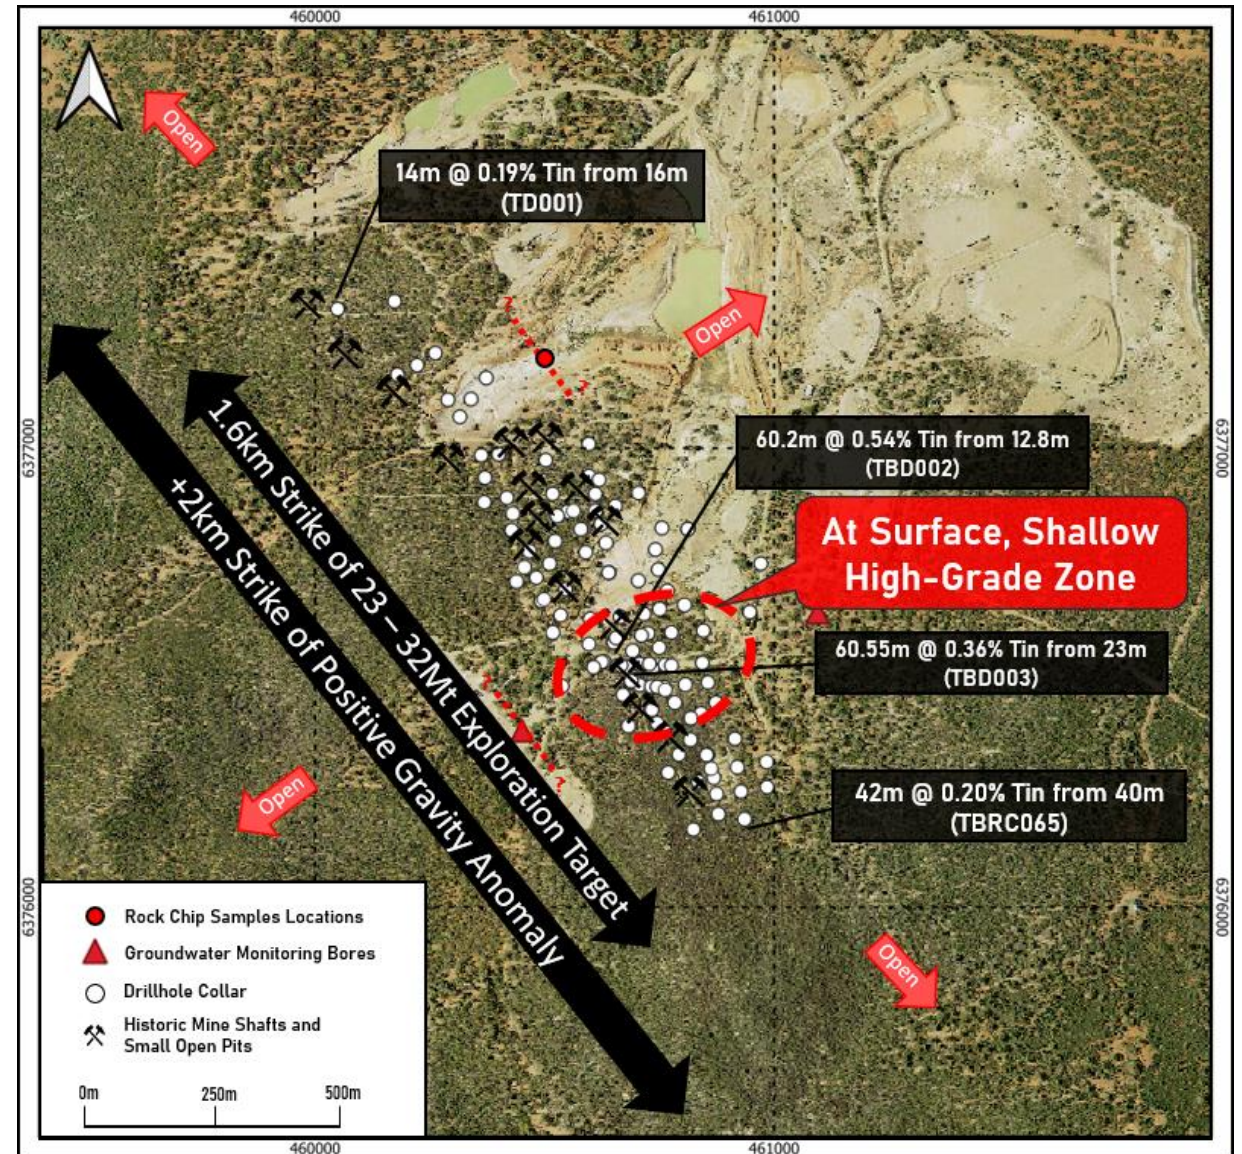 460000
461000
Open
14m @ 0.19% Tin from 16m
(TD001)
?
Open
?
6377000
6377000
60.2m @ 0.54% Tin from 12.8m
(TBD002)
At Surface, Shallow
High-Grade Zone
1.6km Strike of 23 – 32Mt Exploration Target
+2km Strike of Positive Gravity Anomaly
60.55m @ 0.36% Tin from 23m
(TBD003)
?
?
Open
42m @ 0.20% Tin from 40m
(TBRC065)
6376000
6376000
Rock Chip Samples Locations
Groundwater Monitoring Bores
Drillhole Collar
Historic Mine Shafts and
Small Open Pits
0m 250m 500m
Open
460000
461000